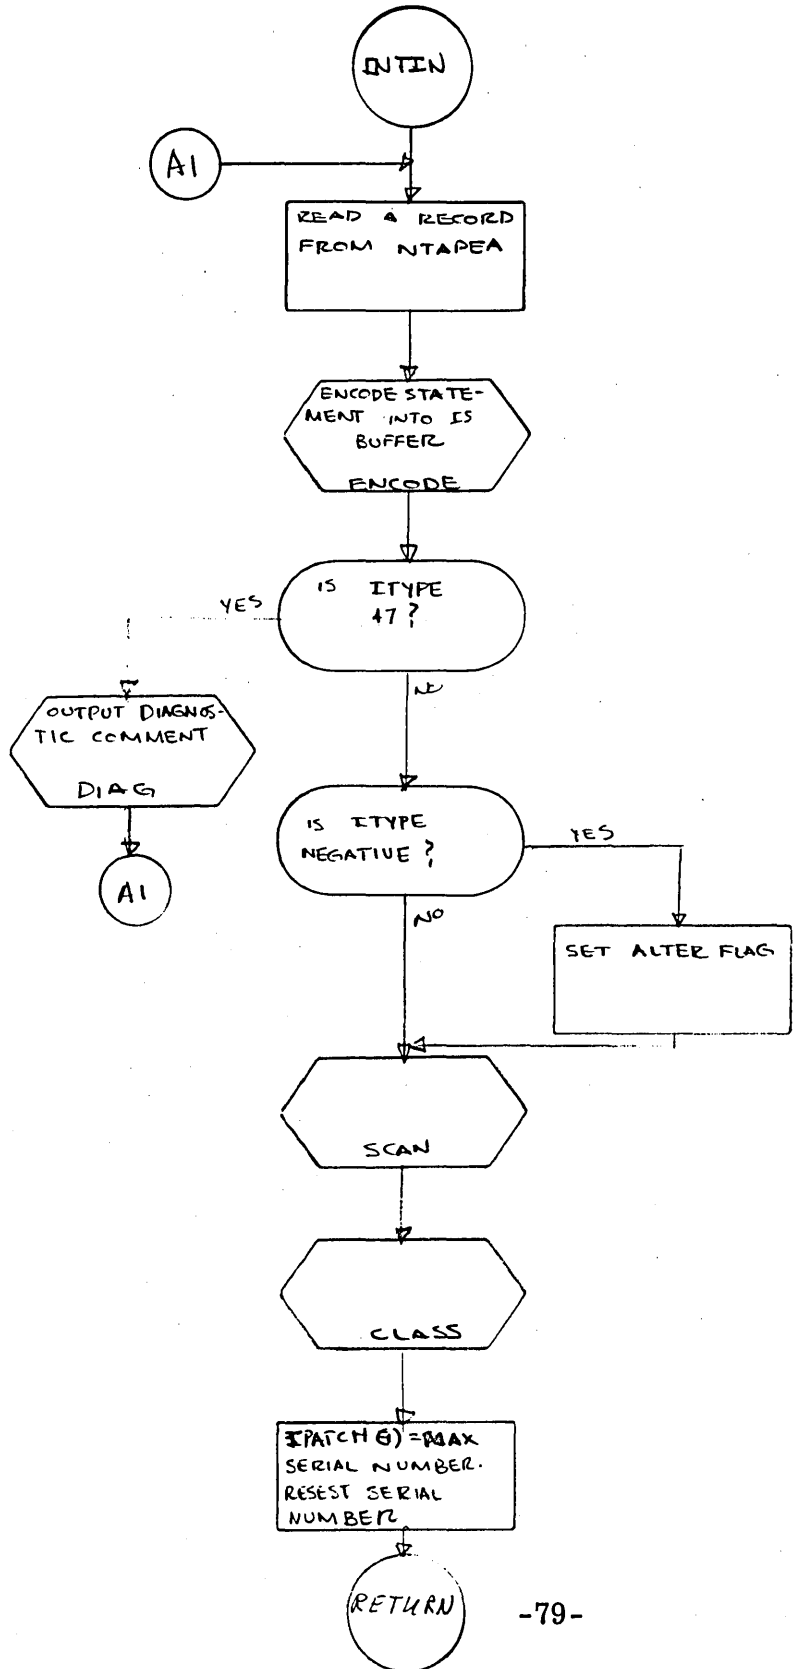 INTIN
A1
READ A RECORD
FROM NTAPEA
ENCODE STATE-
MENT INTO IS
BUFFER
ENCODE
IS ITYPE
47?
YES
NO
OUTPUT DIAGNOS-
TIC COMMENT
DIAG
A1
IS ITYPE
NEGATIVE?
YES
NO
SET ALTER FLAG
SCAN
CLASS
IPATCH()=MAX
SERIAL NUMBER.
RESEST SERIAL
NUMBER
RETURN
-79-